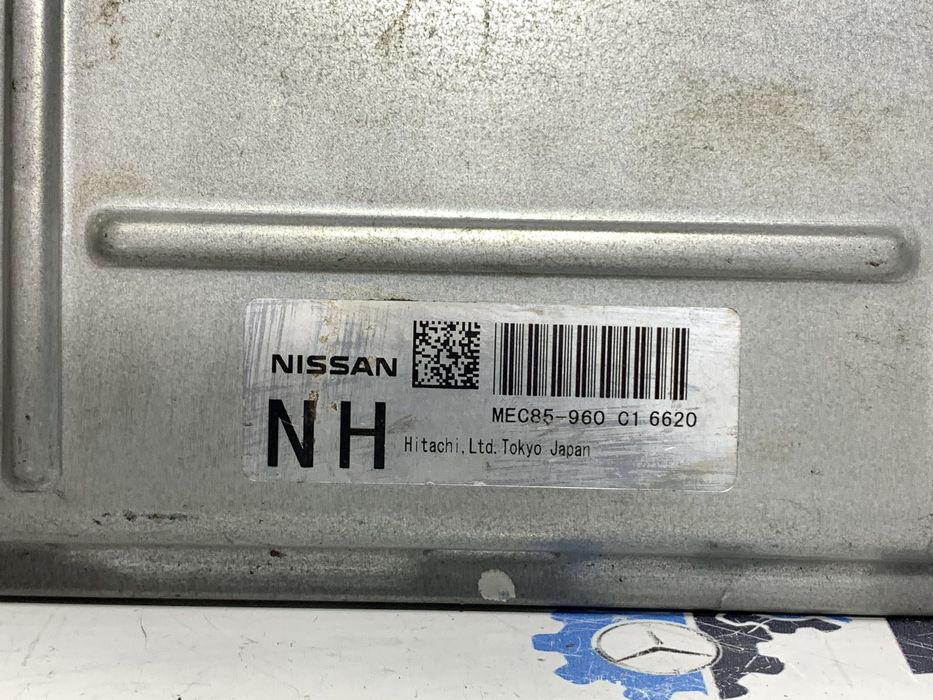 NISSAN
MEC85-960 C1 6620
NH
Hitachi,Ltd.Tokyo Japan